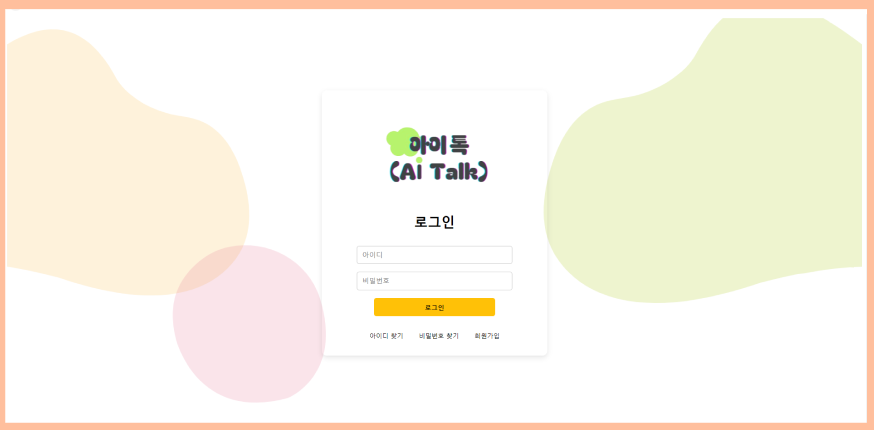 아이톡
(Ai Talk)
로그인
아이디
비밀번호
로그인
아이디 찾기 비밀번호 찾기 회원가입